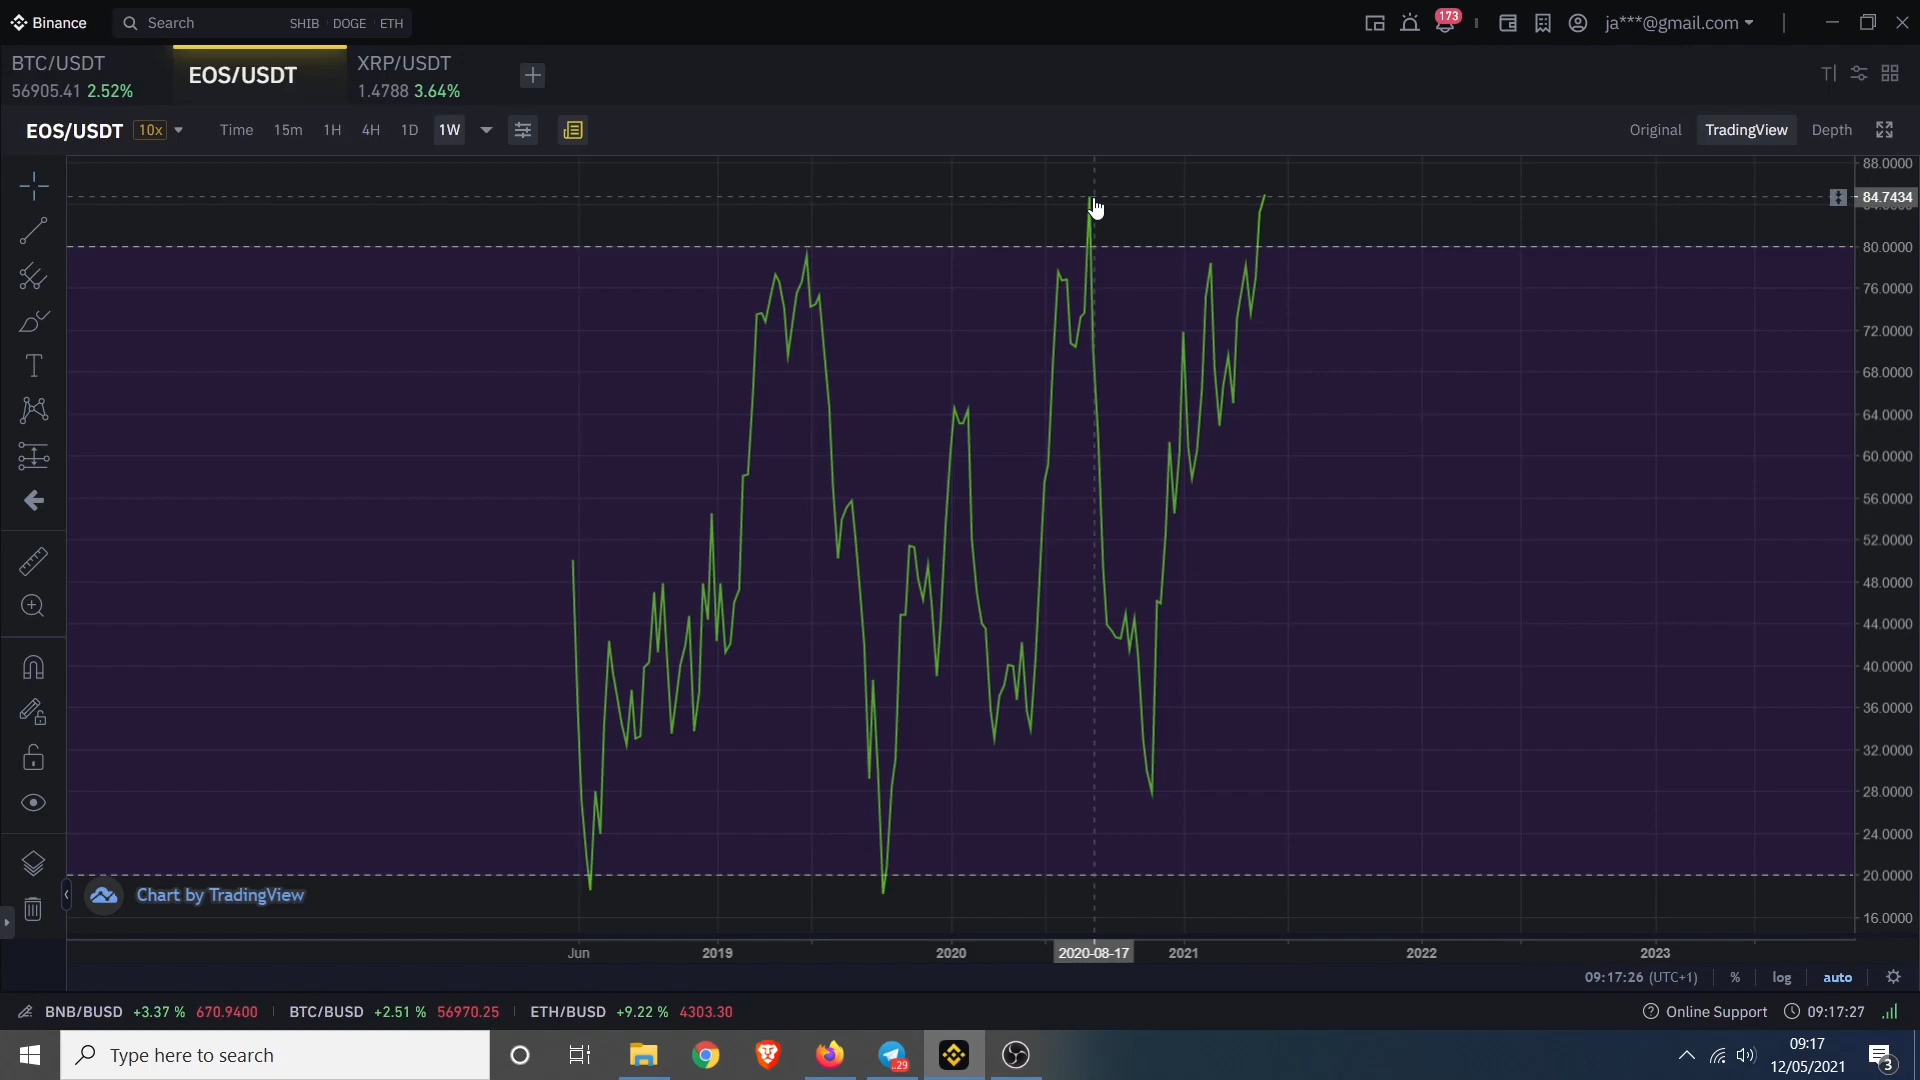 Binance
Search SHIB DOGE ETH
173
ja***@gmail.com
BTC/USDT
56905.41 2.52%
EOS/USDT
XRP/USDT
1.4788 3.64%
EOS/USDT 10x Time 15m 1H 4H 1D 1W Original TradingView Depth
88.0000
84.7434
80.0000
76.0000
72.0000
68.0000
64.0000
60.0000
56.0000
52.0000
48.0000
44.0000
40.0000
36.0000
32.0000
28.0000
24.0000
20.0000
16.0000
Chart by TradingView
Jun 2019 2020 2020-08-17 2021 2022 2023
09:17:26 (UTC+1) % log auto
BNB/BUSD +3.37 % 670.9400 BTC/BUSD +2.51 % 56970.25 ETH/BUSD +9.22 % 4303.30 Online Support 09:17:27
Type here to search
..29
09:17
12/05/2021
3